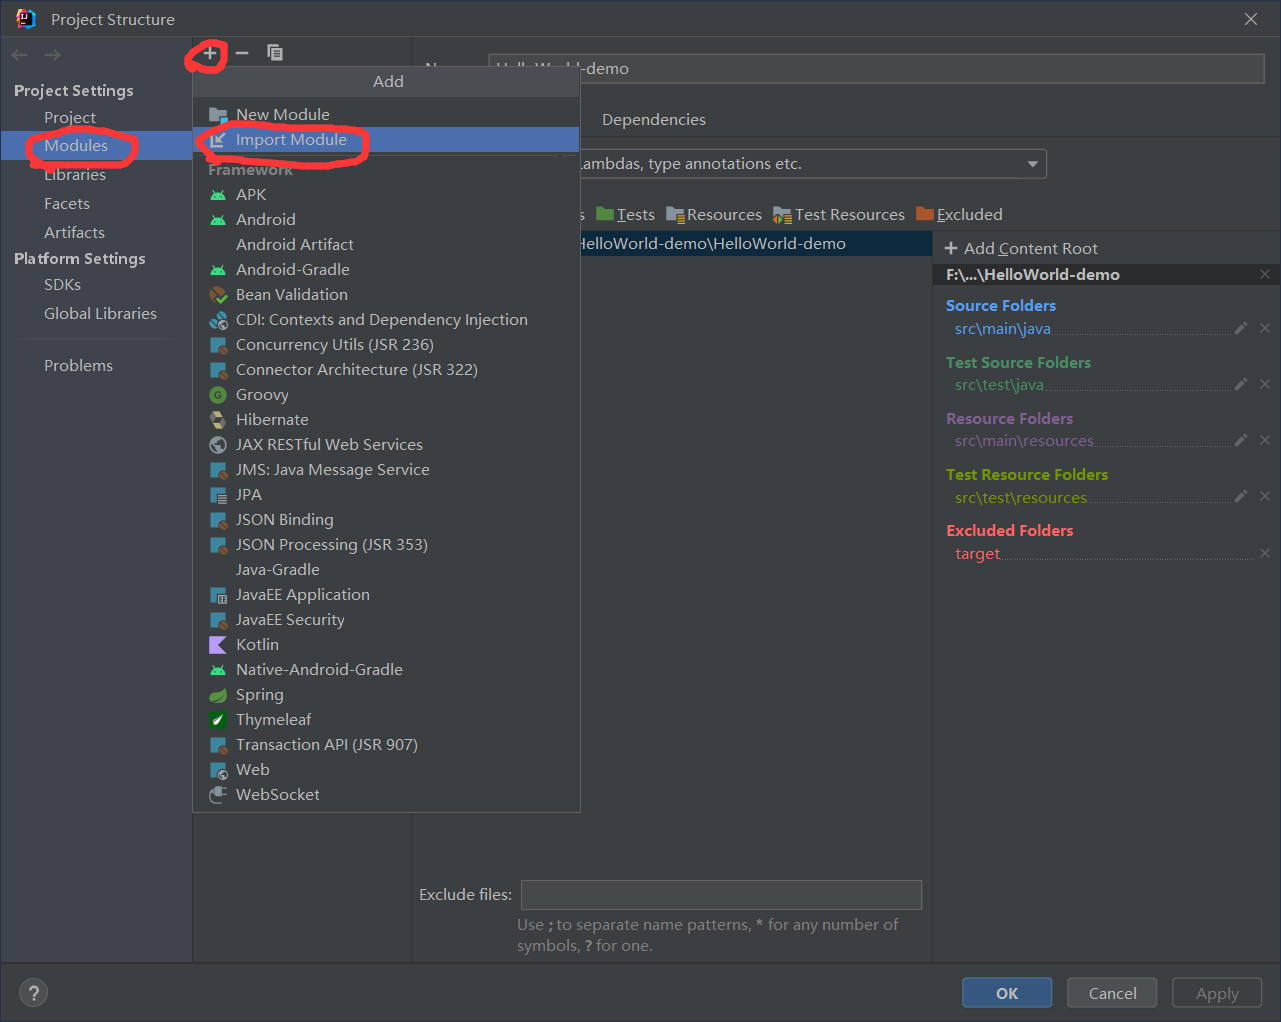 Project Structure
Project Settings
Project
Modules
Libraries
Facets
Artifacts
Platform Settings
SDKs
Global Libraries
Problems
Add
New Module
Import Module
Framework
APK
Android
Android Artifact
Android-Gradle
Bean Validation
CDI: Contexts and Dependency Injection
Concurrency Utils (JSR 236)
Connector Architecture (JSR 322)
Groovy
Hibernate
JAX RESTful Web Services
JMS: Java Message Service
JPA
JSON Binding
JSON Processing (JSR 353)
Java-Gradle
JavaEE Application
JavaEE Security
Kotlin
Native-Android-Gradle
Spring
Thymeleaf
Transaction API (JSR 907)
Web
WebSocket
HelloWorld-demo
Dependencies
lambdas, type annotations etc.
s Tests Resources Test Resources Excluded
HelloWorld-demo\HelloWorld-demo
Add Content Root
F:\...\HelloWorld-demo
Source Folders
src\main\java
Test Source Folders
src\test\java
Resource Folders
src\main\resources
Test Resource Folders
src\test\resources
Excluded Folders
target
Exclude files:
Use ; to separate name patterns, * for any number of
symbols, ? for one.
? OK Cancel Apply